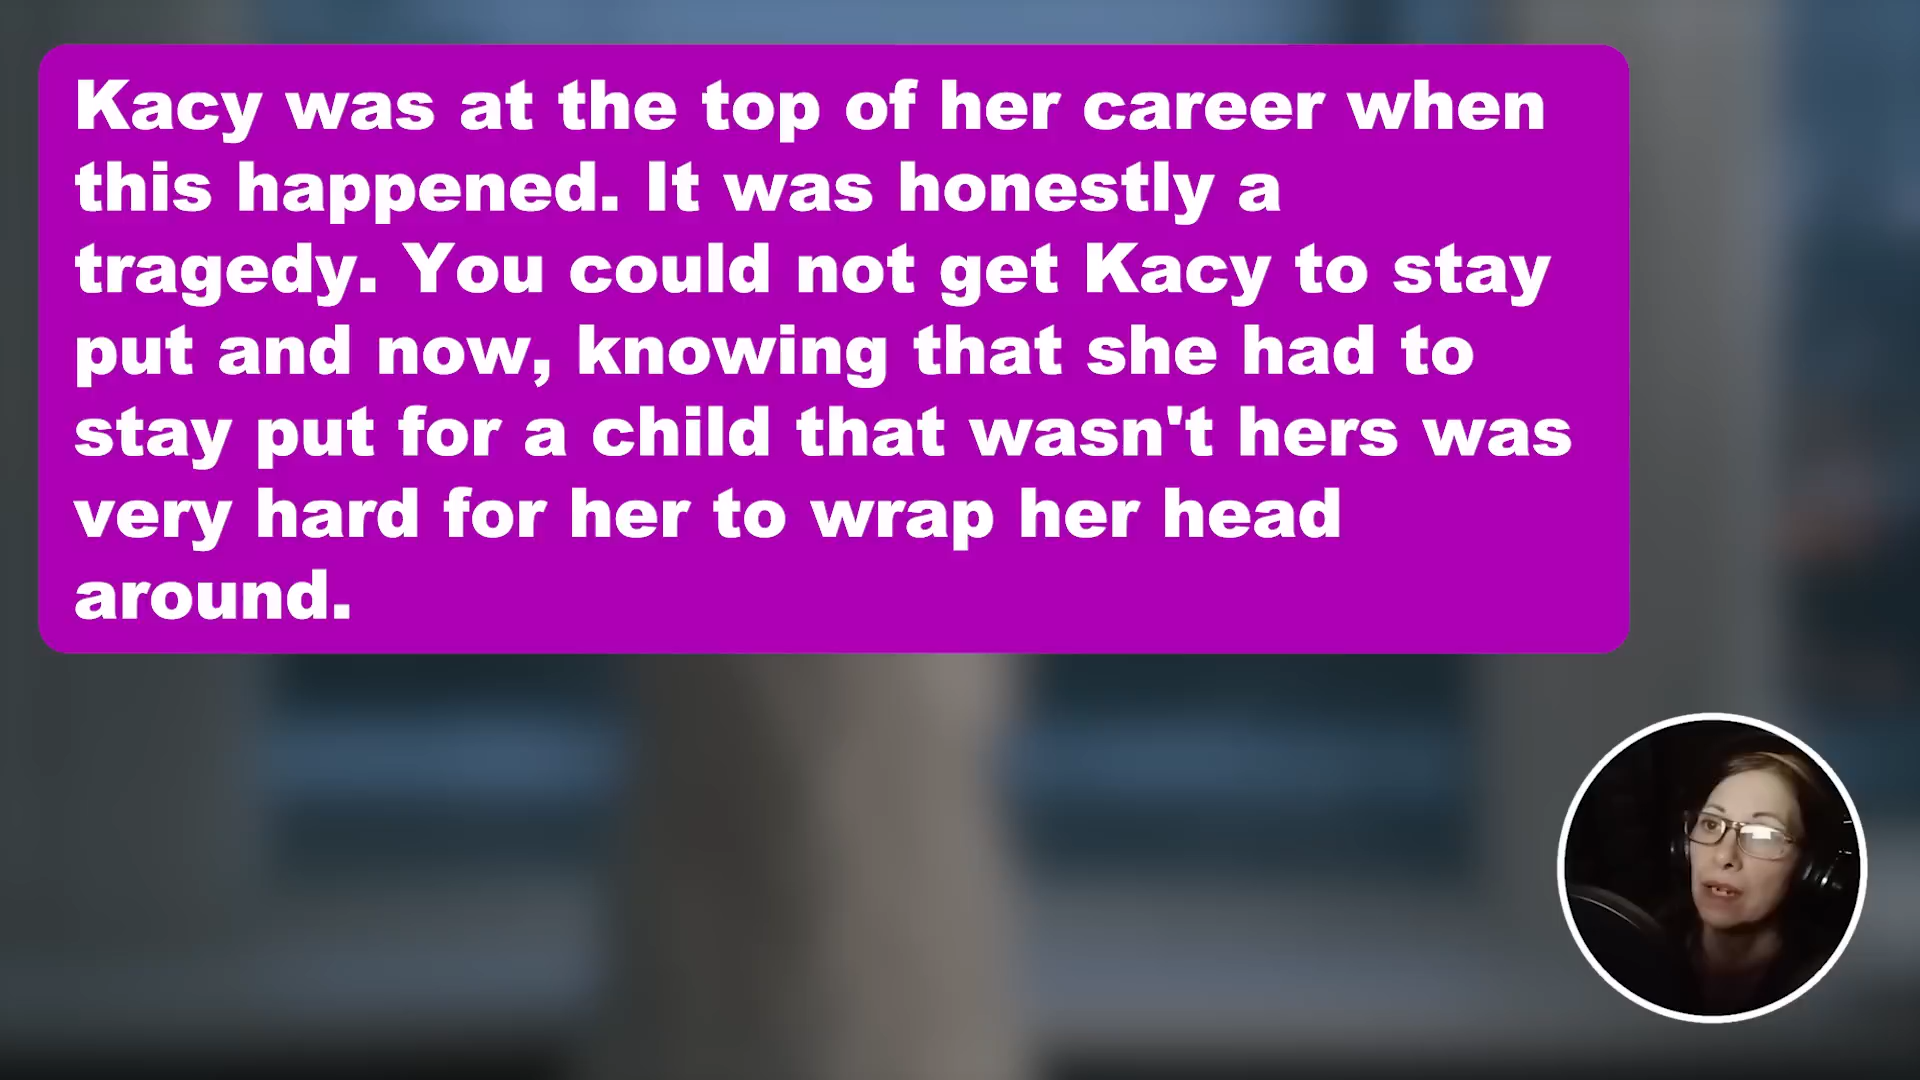 Kacy was at the top of her career when
this happened. It was honestly a
tragedy. You could not get Kacy to stay
put and now, knowing that she had to
stay put for a child that wasn't hers was
very hard for her to wrap her head
around.